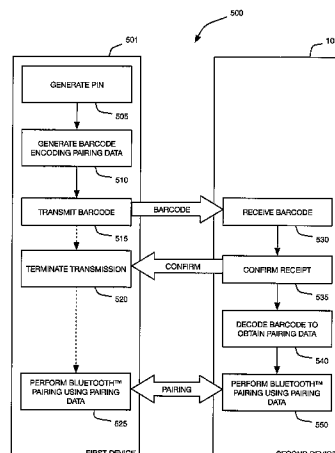 500
501
10
GENERATE PIN
505
GENERATE BARCODE
ENCODING PAIRING DATA
510
TRANSMIT BARCODE
515
BARCODE
RECEIVE BARCODE
530
TERMINATE TRANSMISSION
520
CONFIRM
CONFIRM RECEIPT
535
DECODE BARCODE TO
OBTAIN PAIRING DATA
540
PERFORM BLUETOOTH™
PAIRING USING PAIRING
DATA
525
PAIRING
PERFORM BLUETOOTH™
PAIRING USING PAIRING
DATA
550